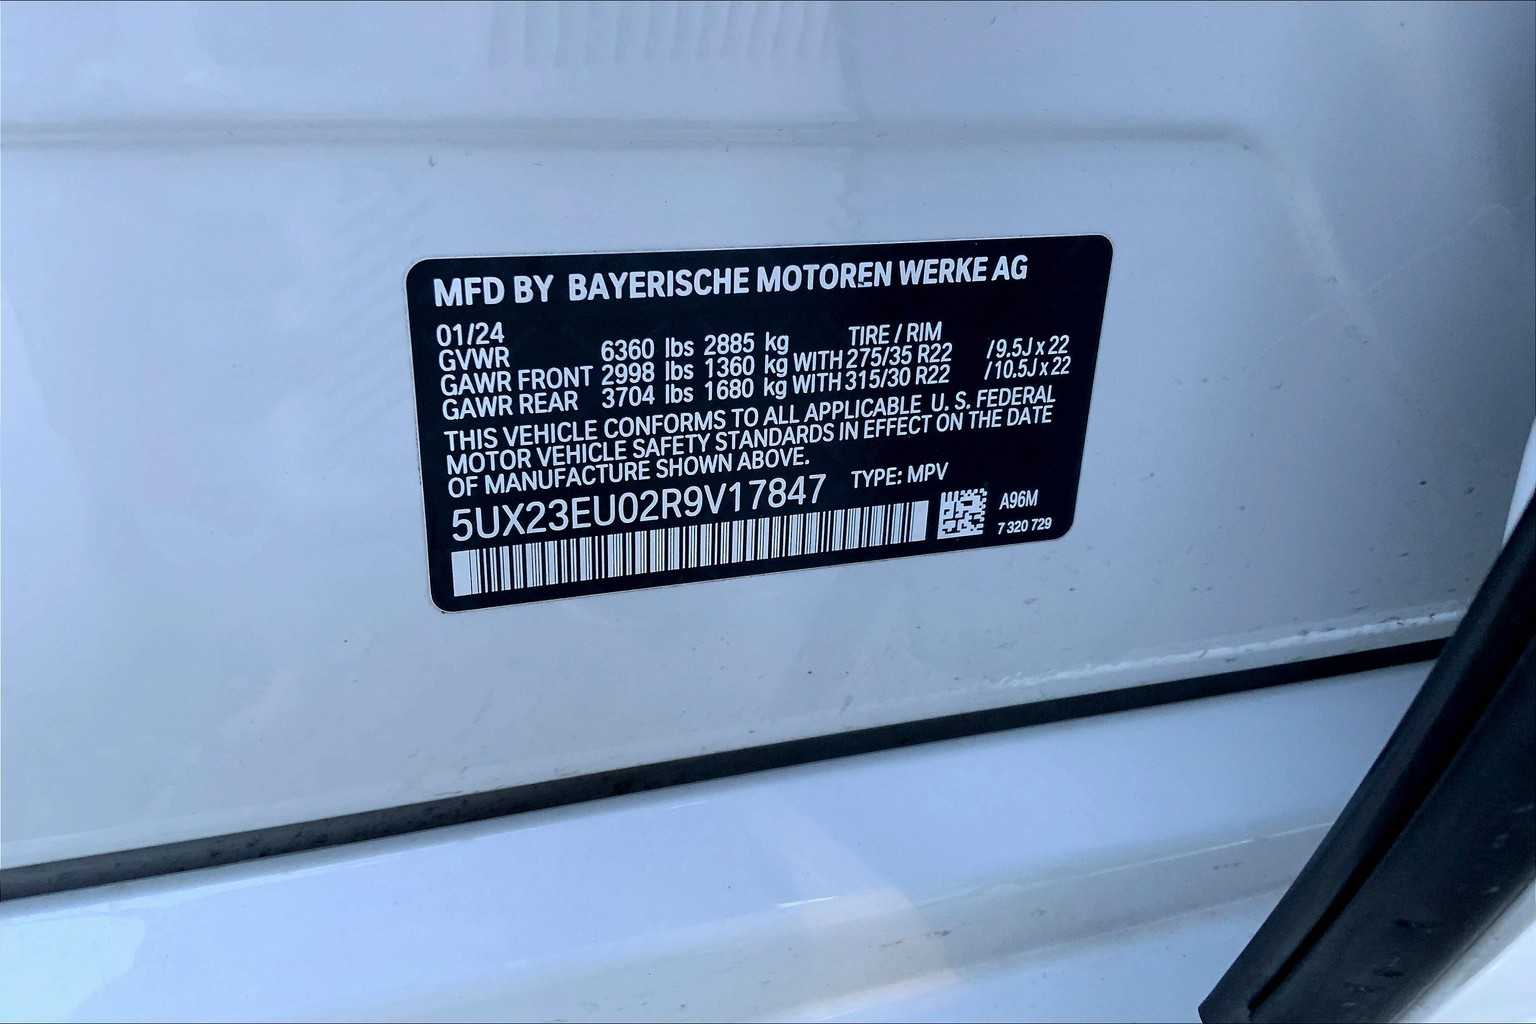 MFD BY BAYERISCHE MOTOREN WERKE AG
01/24 TIRE / RIM
GVWR 6360 lbs 2885 kg
GAWR FRONT 2998 lbs 1360 kg WITH 275/35 R22 /9.5J x 22
GAWR REAR 3704 lbs 1680 kg WITH 315/30 R22 /10.5J x 22
THIS VEHICLE CONFORMS TO ALL APPLICABLE U. S. FEDERAL
MOTOR VEHICLE SAFETY STANDARDS IN EFFECT ON THE DATE
OF MANUFACTURE SHOWN ABOVE.
5UX23EU02R9V17847 TYPE: MPV
A96M
7 320 729